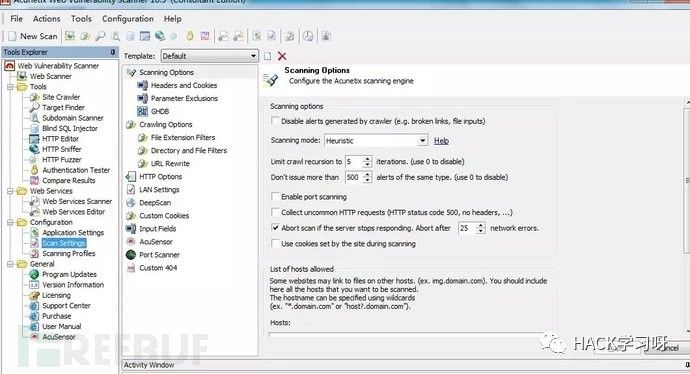 Acunetix Web Vulnerability Scanner 10.5 (Consultant Edition)
File Actions Tools Configuration Help
New Scan
Tools Explorer
Web Vulnerability Scanner
Web Scanner
Tools
Site Crawler
Target Finder
Subdomain Scanner
Blind SQL Injector
HTTP Editor
HTTP Sniffer
HTTP Fuzzer
Authentication Tester
Compare Results
Web Services
Web Services Scanner
Web Services Editor
Configuration
Application Settings
Scan Settings
Scanning Profiles
General
Program Updates
Version Information
Licensing
Support Center
Purchase
User Manual
AcuSensor
Template: Default
Scanning Options
Headers and Cookies
Parameter Exclusions
GHDB
Crawling Options
File Extension Filters
Directory and File Filters
URL Rewrite
HTTP Options
LAN Settings
DeepScan
Custom Cookies
Input Fields
AcuSensor
Port Scanner
Custom 404
Scanning Options
Configure the Acunetix scanning engine
Scanning options
Disable alerts generated by crawler (e.g. broken links, file inputs)
Scanning mode: Heuristic Help
Limit crawl recursion to 5 iterations. (use 0 to disable)
Don't issue more than 500 alerts of the same type. (use 0 to disable)
Enable port scanning
Collect uncommon HTTP requests (HTTP status code 500, no headers, ...)
Abort scan if the server stops responding. Abort after 25 network errors.
Use cookies set by the site during scanning
List of hosts allowed
Some websites may link to files on other hosts. (ex. img.domain.com). You should include
here all the hosts that you want to be scanned.
The hostname can be specified using wildcards
(ex. "*.domain.com" or "host?.domain.com").
Hosts:
Cancel
Activity Window
REEBUF
HACK学习呀